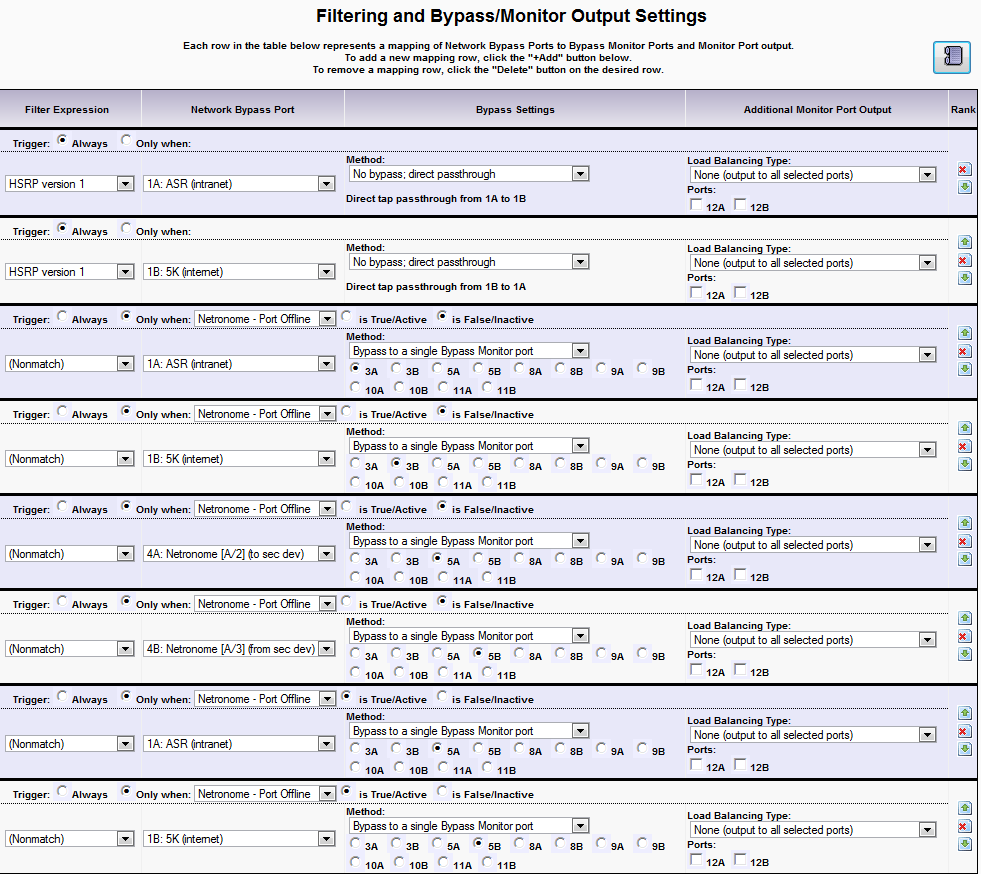 Filtering and Bypass/Monitor Output Settings
Each row in the table below represents a mapping of Network Bypass Ports to Bypass Monitor Ports and Monitor Port output.
To add a new mapping row, click the "+Add" button below.
To remove a mapping row, click the "Delete" button on the desired row.
Filter Expression Network Bypass Port Bypass Settings Additional Monitor Port Output Rank
Trigger: Always Only when:
Method: Load Balancing Type:
HSRP version 1 1A: ASR (intranet) No bypass; direct passthrough None (output to all selected ports)
Direct tap passthrough from 1A to 1B Ports:
12A 12B
Trigger: Always Only when:
Method: Load Balancing Type:
HSRP version 1 1B: 5K (internet) No bypass; direct passthrough None (output to all selected ports)
Direct tap passthrough from 1B to 1A Ports:
12A 12B
Trigger: Always Only when: Netronome - Port Offline is True/Active is False/Inactive
Method: Load Balancing Type:
(Nonmatch) 1A: ASR (intranet) Bypass to a single Bypass Monitor port None (output to all selected ports)
3A 3B 5A 5B 8A 8B 9A 9B Ports:
10A 10B 11A 11B 12A 12B
Trigger: Always Only when: Netronome - Port Offline is True/Active is False/Inactive
Method: Load Balancing Type:
(Nonmatch) 1B: 5K (internet) Bypass to a single Bypass Monitor port None (output to all selected ports)
3A 3B 5A 5B 8A 8B 9A 9B Ports:
10A 10B 11A 11B 12A 12B
Trigger: Always Only when: Netronome - Port Offline is True/Active is False/Inactive
Method: Load Balancing Type:
(Nonmatch) 4A: Netronome [A/2] (to sec dev) Bypass to a single Bypass Monitor port None (output to all selected ports)
3A 3B 5A 5B 8A 8B 9A 9B Ports:
10A 10B 11A 11B 12A 12B
Trigger: Always Only when: Netronome - Port Offline is True/Active is False/Inactive
Method: Load Balancing Type:
(Nonmatch) 4B: Netronome [A/3] (from sec dev) Bypass to a single Bypass Monitor port None (output to all selected ports)
3A 3B 5A 5B 8A 8B 9A 9B Ports:
10A 10B 11A 11B 12A 12B
Trigger: Always Only when: Netronome - Port Offline is True/Active is False/Inactive
Method: Load Balancing Type:
(Nonmatch) 1A: ASR (intranet) Bypass to a single Bypass Monitor port None (output to all selected ports)
3A 3B 5A 5B 8A 8B 9A 9B Ports:
10A 10B 11A 11B 12A 12B
Trigger: Always Only when: Netronome - Port Offline is True/Active is False/Inactive
Method: Load Balancing Type:
(Nonmatch) 1B: 5K (internet) Bypass to a single Bypass Monitor port None (output to all selected ports)
3A 3B 5A 5B 8A 8B 9A 9B Ports:
10A 10B 11A 11B 12A 12B